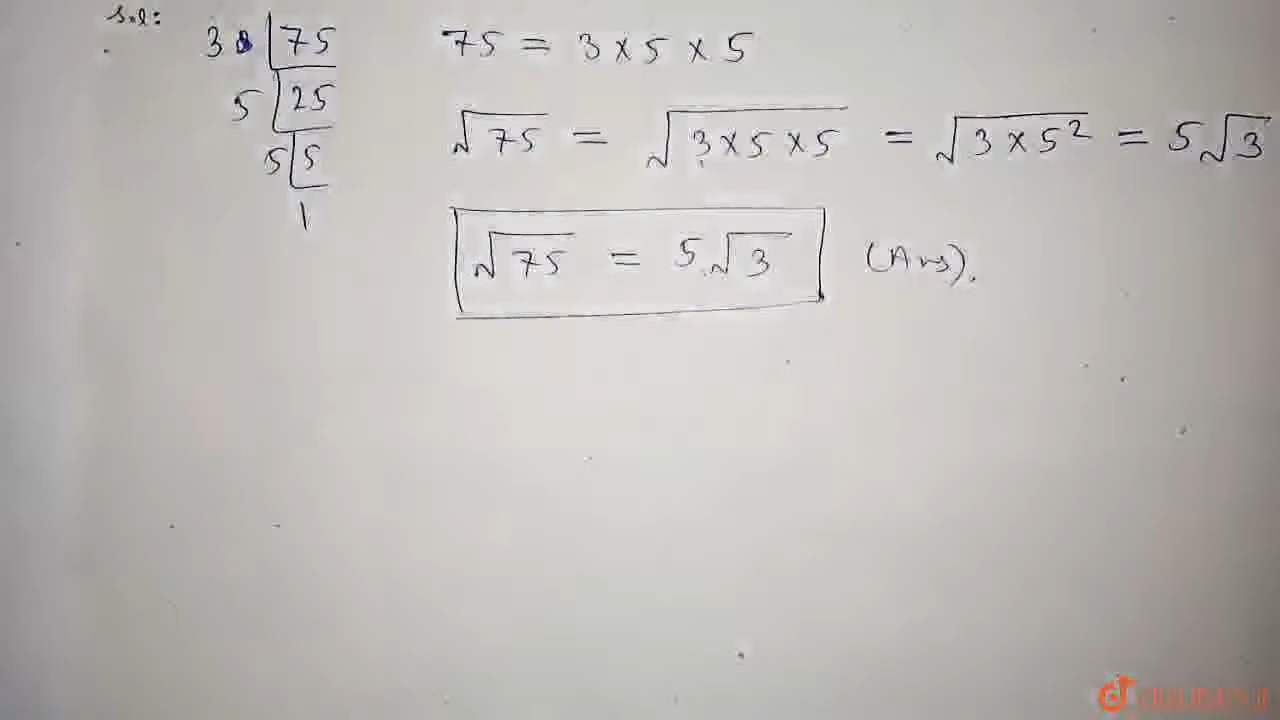 Sol:
3 | 75
5 | 25
5 | 5
1
75 = 3 × 5 × 5
√75 = √3 × 5 × 5 = √3 × 5² = 5√3
√75 = 5√3 (Ans).